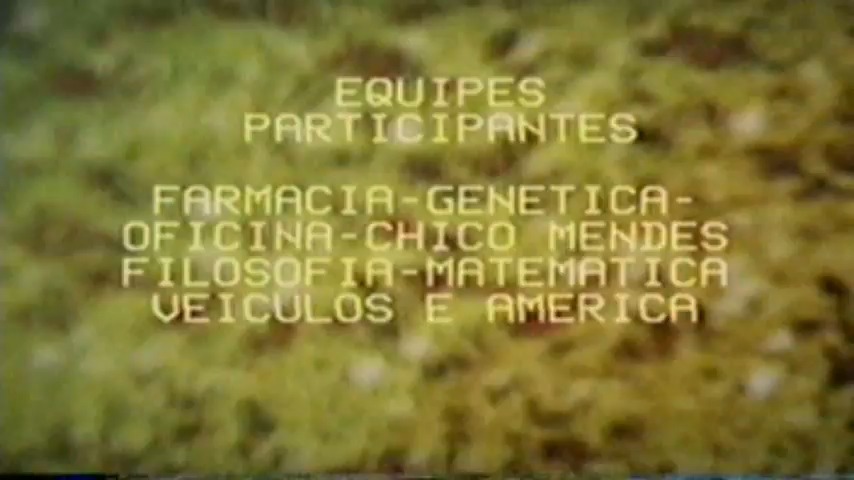 EQUIPES
PARTICIPANTES
FARMACIA-GENETICA-
OFICINA-CHICO MENDES
FILOSOFIA-MATEMATICA
VEICULOS E AMERICA